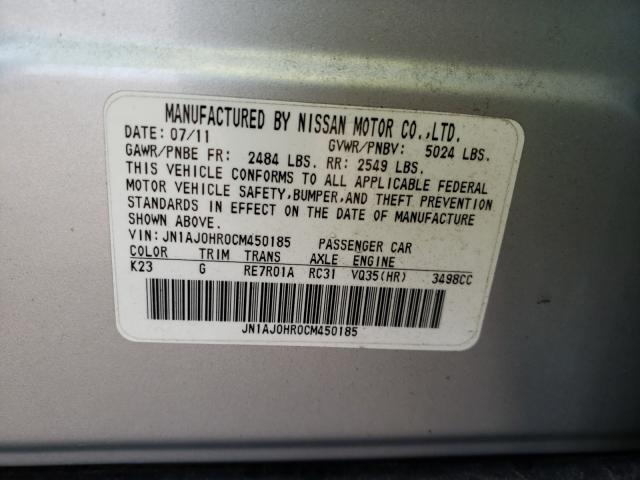 MANUFACTURED BY NISSAN MOTOR CO.,LTD.
DATE: 07/11 GVWR/PNBV: 5024 LBS.
GAWR/PNBE FR: 2484 LBS. RR: 2549 LBS.
THIS VEHICLE CONFORMS TO ALL APPLICABLE FEDERAL
MOTOR VEHICLE SAFETY,BUMPER,AND THEFT PREVENTION
STANDARDS IN EFFECT ON THE DATE OF MANUFACTURE
SHOWN ABOVE.
VIN: JN1AJ0HR0CM450185 PASSENGER CAR
COLOR TRIM TRANS AXLE ENGINE
K23 G RE7R01A RC31 VQ35(HR) 3498CC
JN1AJ0HR0CM450185